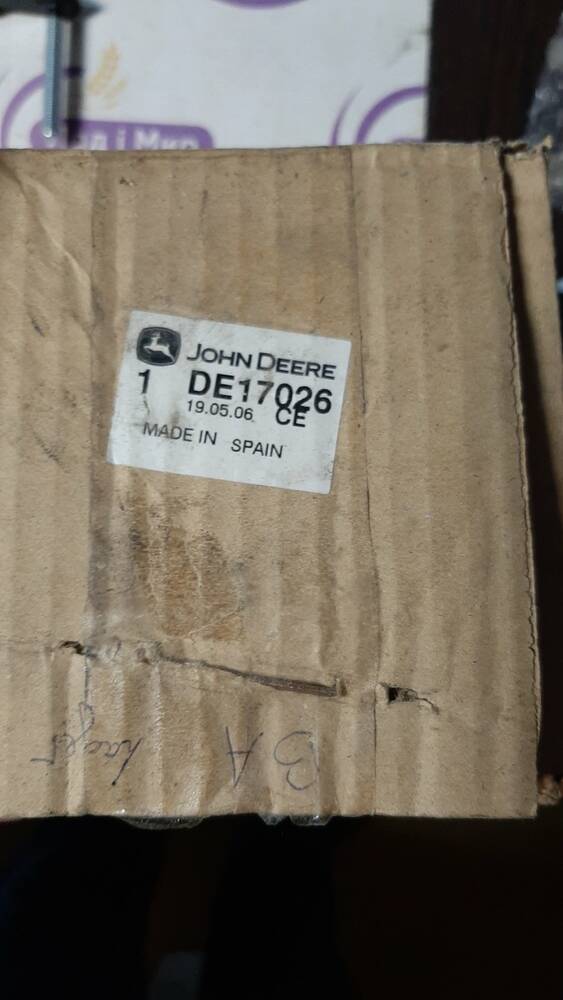 JOHN DEERE
1 DE17026
19.05.06 CE
MADE IN SPAIN